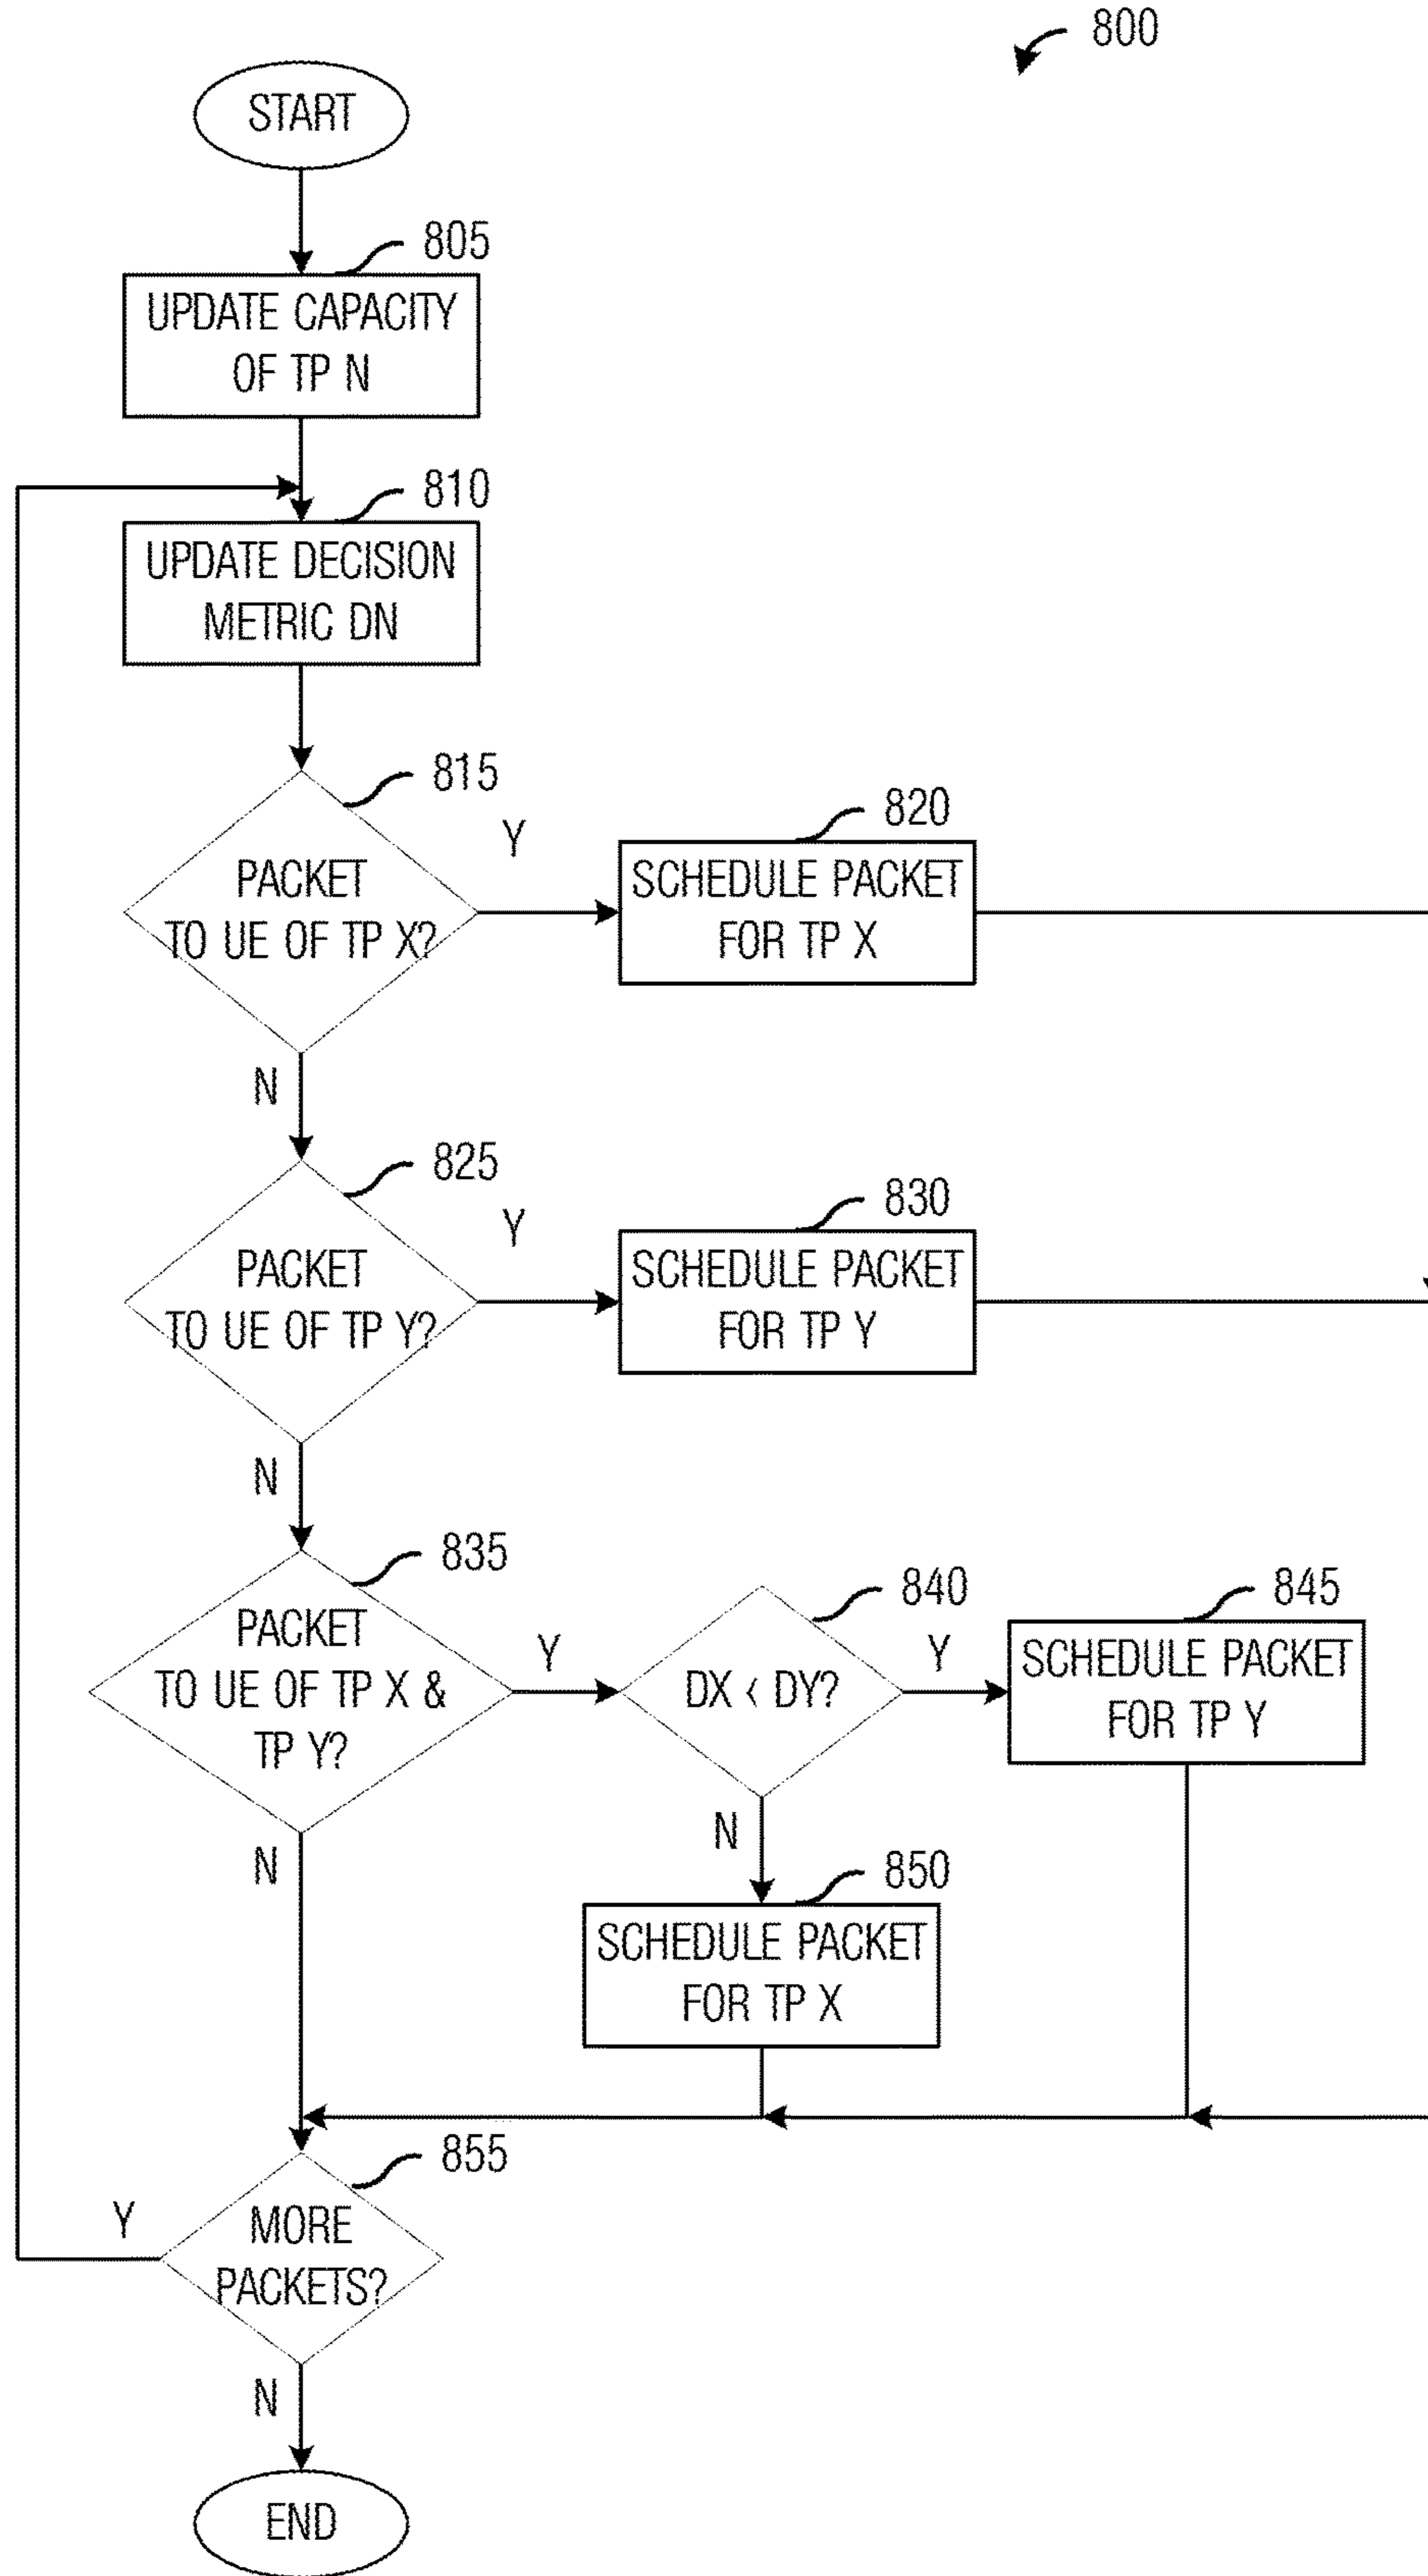 800
START
805
UPDATE CAPACITY
OF TP N
810
UPDATE DECISION
METRIC DN
815
PACKET
TO UE OF TP X?
Y
820
SCHEDULE PACKET
FOR TP X
N
825
PACKET
TO UE OF TP Y?
Y
830
SCHEDULE PACKET
FOR TP Y
N
835
PACKET
TO UE OF TP X &
TP Y?
Y
840
DX < DY?
Y
845
SCHEDULE PACKET
FOR TP Y
N
850
SCHEDULE PACKET
FOR TP X
N
855
MORE
PACKETS?
Y
N
END